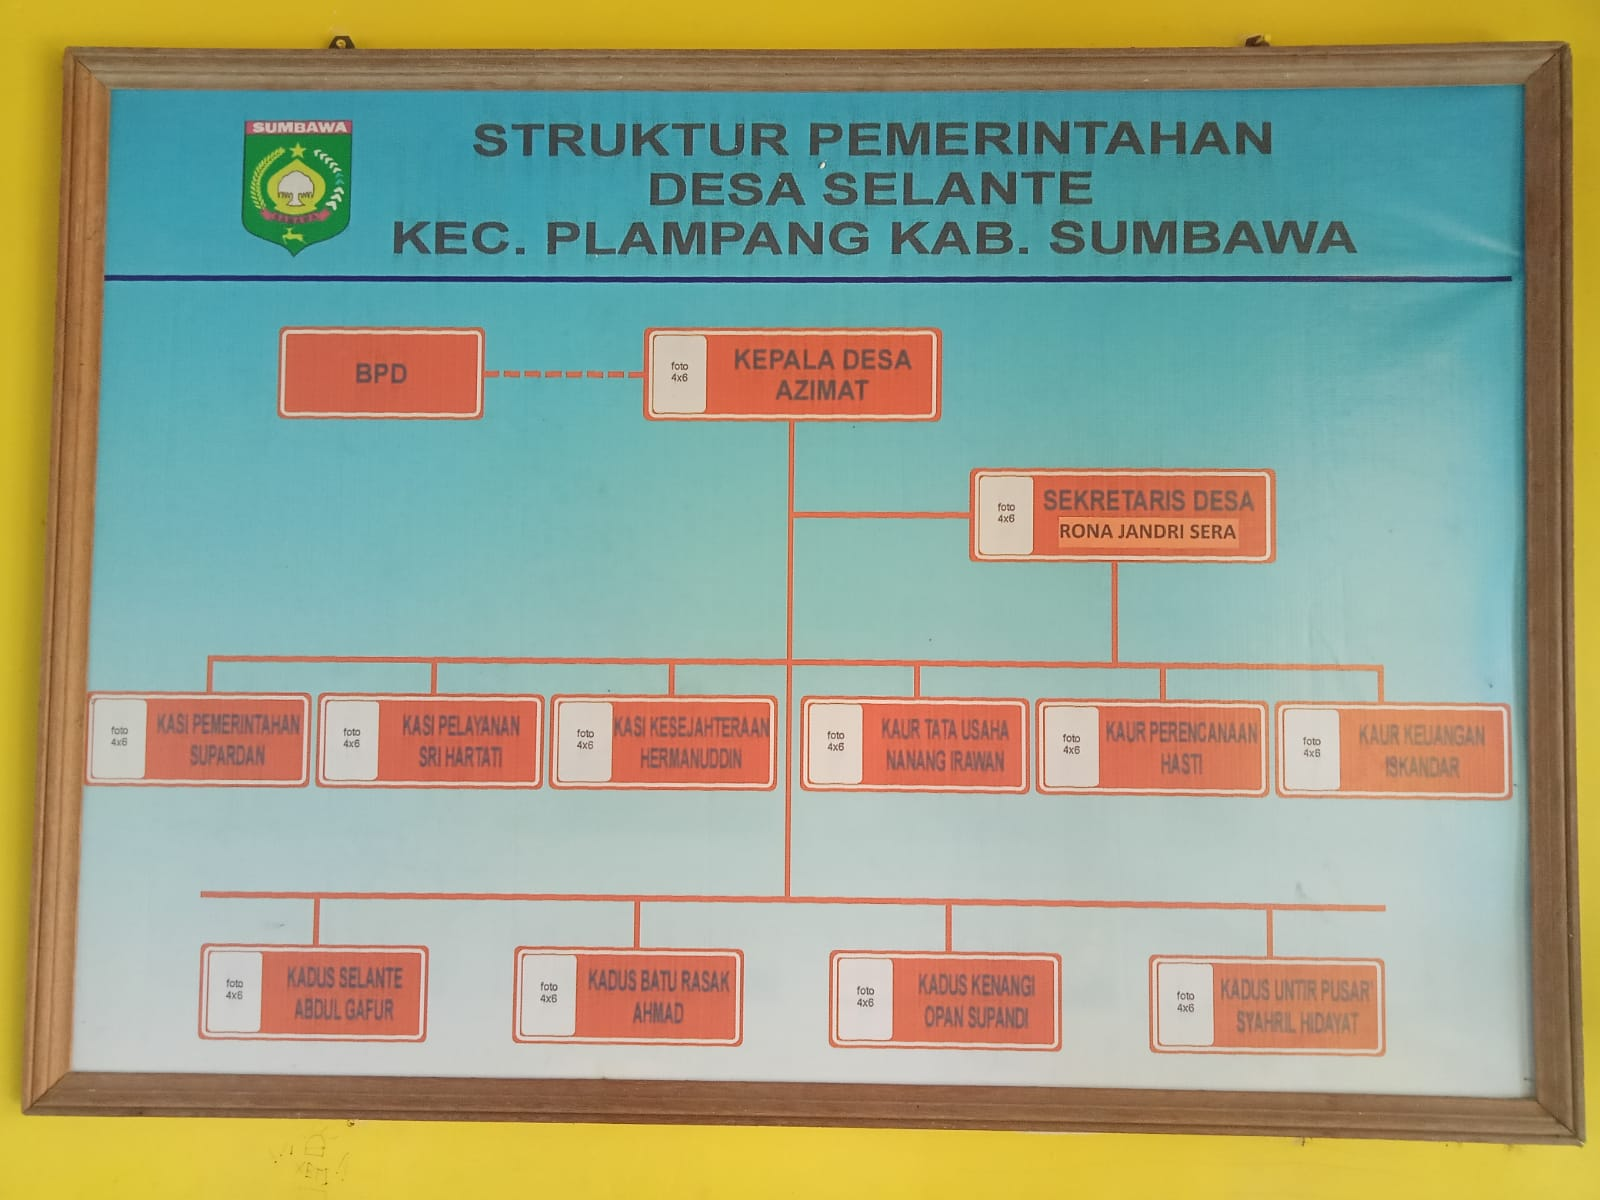 SUMBAWA
STRUKTUR PEMERINTAHAN
DESA SELANTE
KEC. PLAMPANG KAB. SUMBAWA
BPD
foto
4x6
KEPALA DESA
AZIMAT
foto
4x6
SEKRETARIS DESA
RONA JANDRI SERA
foto
4x6
KASI PEMERINTAHAN
SUPARDAN
foto
4x6
KASI PELAYANAN
SRI HARTATI
foto
4x6
KASI KESEJAHTERAAN
HERMANUDDIN
foto
4x6
KAUR TATA USAHA
NANANG IRAWAN
foto
4x6
KAUR PERENCANAAN
HASTI
foto
4x6
KAUR KEUANGAN
ISKANDAR
foto
4x6
KADUS SELANTE
ABDUL GAFUR
foto
4x6
KADUS BATU RASAK
AHMAD
foto
4x6
KADUS KENANGI
OPAN SUPANDI
foto
4x6
KADUS UNTIR PUSAR'
SYAHRIL HIDAYAT